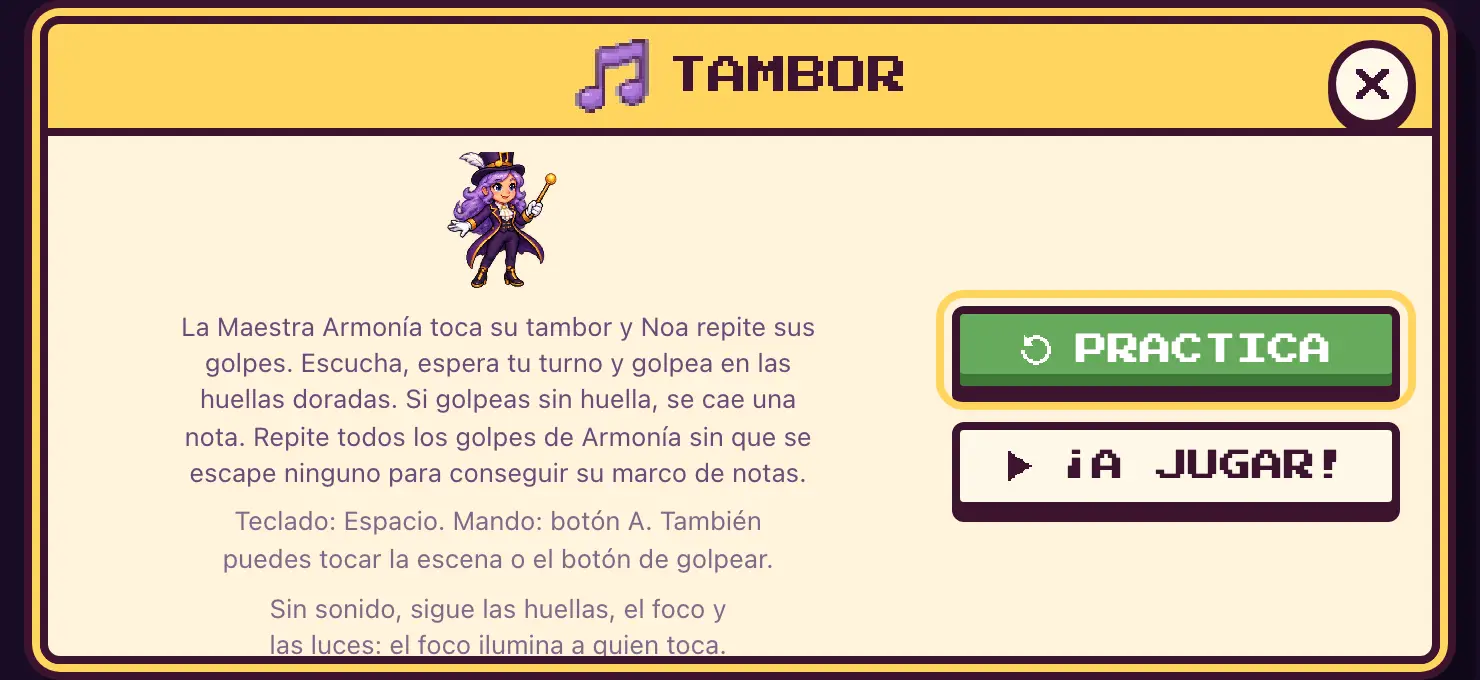 TAMBOR
La Maestra Armonía toca su tambor y Noa repite sus
golpes. Escucha, espera tu turno y golpea en las
huellas doradas. Si golpeas sin huella, se cae una
nota. Repite todos los golpes de Armonía sin que se
escape ninguno para conseguir su marco de notas.
Teclado: Espacio. Mando: botón A. También
puedes tocar la escena o el botón de golpear.
Sin sonido, sigue las huellas, el foco y
las luces: el foco ilumina a quien toca.
PRACTICA
¡A JUGAR!